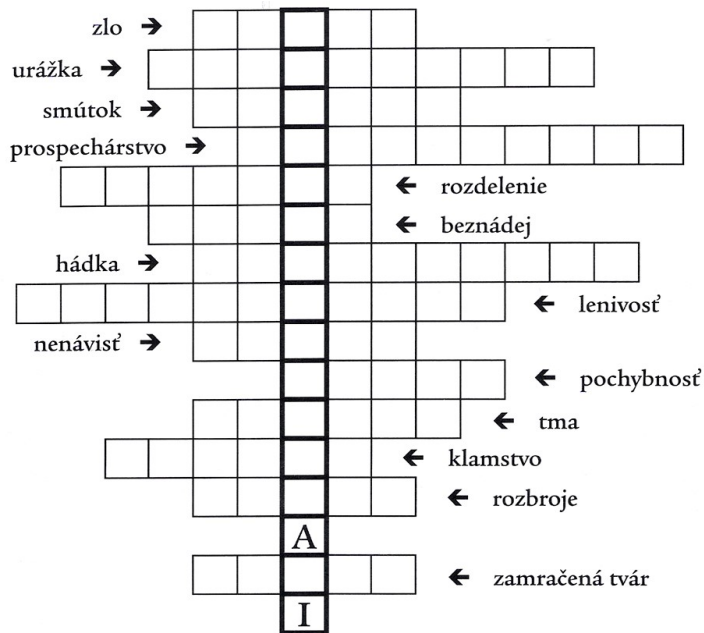 zlo →
urážka →
smútok →
prospechárstvo →
← rozdelenie
← beznádej
hádka →
← lenivosť
nenávisť →
← pochybnosť
← tma
← klamstvo
← rozbroje
A
← zamračená tvár
I